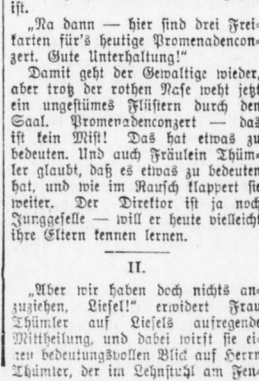 ist.
„Na dann — hier sind drei Frei-
karten für's heutige Promenadencon-
zert. Gute Unterhaltung!“
Damit geht der Gewaltige wieder,
aber trotz der rothen Nase weht jetzt
ein ungestümes Flüstern durch den
Saal. Promenadenconzert — das
ist kein Mist! Das hat etwas zu
bedeuten. Und auch Fräulein Thüm-
ler glaubt, daß es etwas zu bedeuten
hat, und wie im Rausch klappert sie
weiter. Der Direktor ist ja noch
Junggeselle — will er heute vielleicht
ihre Eltern kennen lernen.
II.
„Aber wir haben doch nichts an-
zuziehen, Liesel!“ erwidert Frau
Thümler auf Liesels aufregende
Mittheilung, und dabei wirft sie ei-
nen bedeutungsvollen Blick auf Herrn
Thümler, der im Lehnstuhl am Fen-